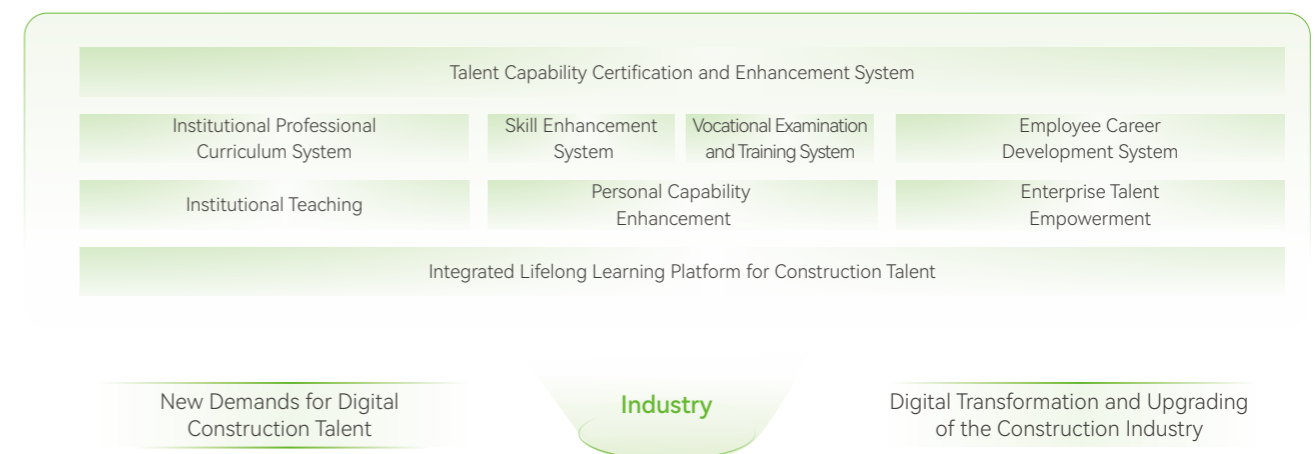 Talent Capability Certification and Enhancement System
Institutional Professional
Curriculum System
Skill Enhancement
System
Vocational Examination
and Training System
Employee Career
Development System
Institutional Teaching
Personal Capability
Enhancement
Enterprise Talent
Empowerment
Integrated Lifelong Learning Platform for Construction Talent
New Demands for Digital
Construction Talent
Industry
Digital Transformation and Upgrading
of the Construction Industry